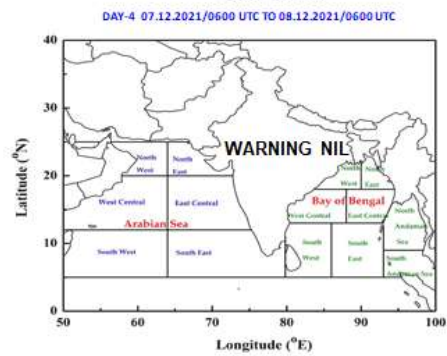 DAY-4 07.12.2021/0600 UTC TO 08.12.2021/0600 UTC
40
30
20
10
0
Latitude (°N)
WARNING NIL
North West
North East
West Central
East Central
Arabian Sea
South West
South East
North West
North East
Bay of Bengal
West Central
East Central
South West
South East
North Andaman Sea
South Andaman Sea
50 60 70 80 90 100
Longitude (°E)